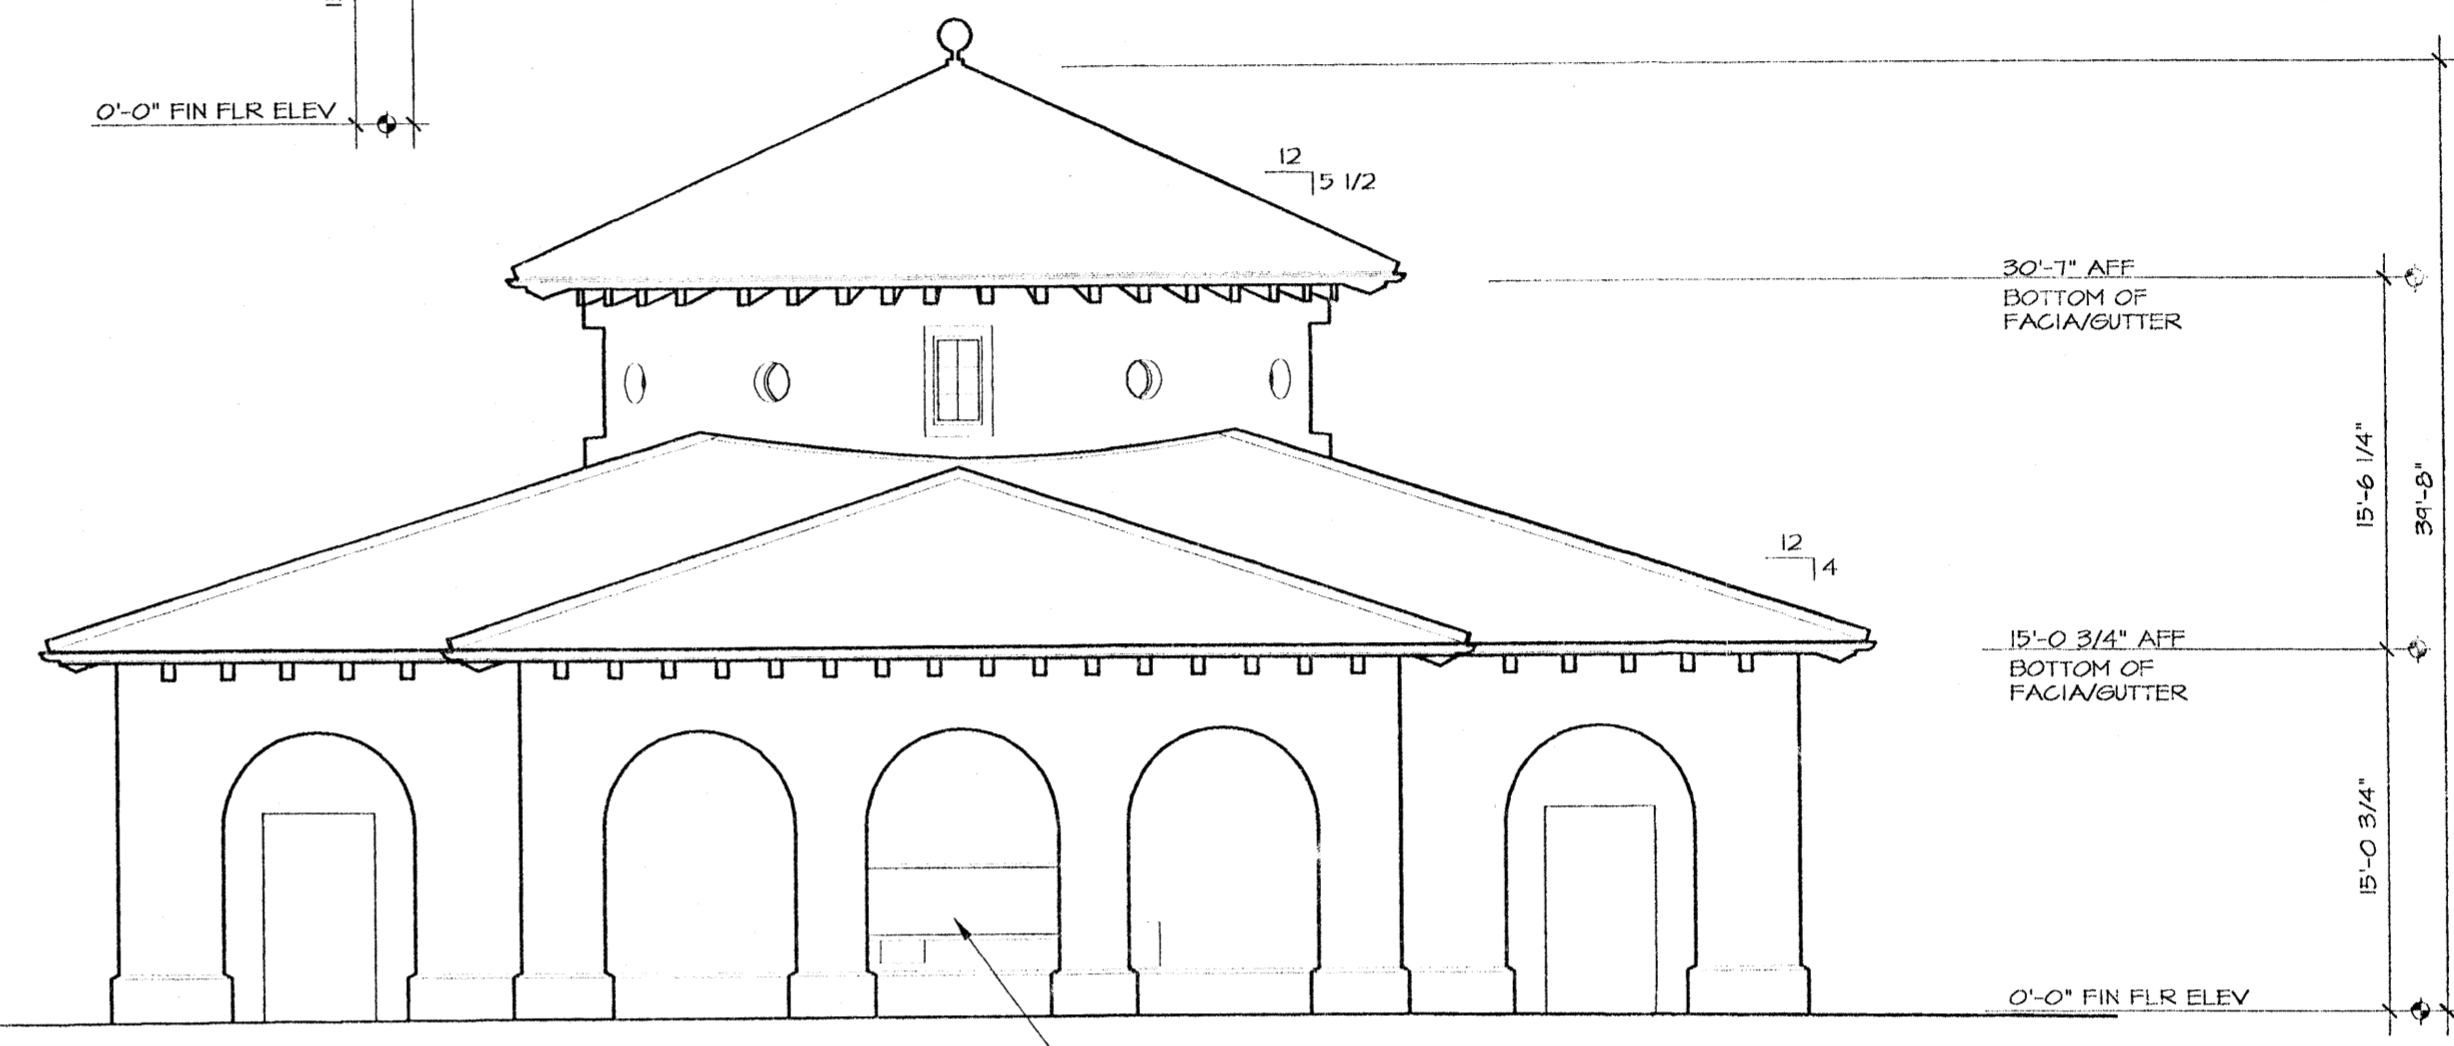 0'-0" FIN FLR ELEV
12
5 1/2
30'-7" AFF
BOTTOM OF
FACIA/GUTTER
15'-6 1/4"
39'-8"
12
4
15'-0 3/4" AFF
BOTTOM OF
FACIA/GUTTER
15'-0 3/4"
0'-0" FIN FLR ELEV